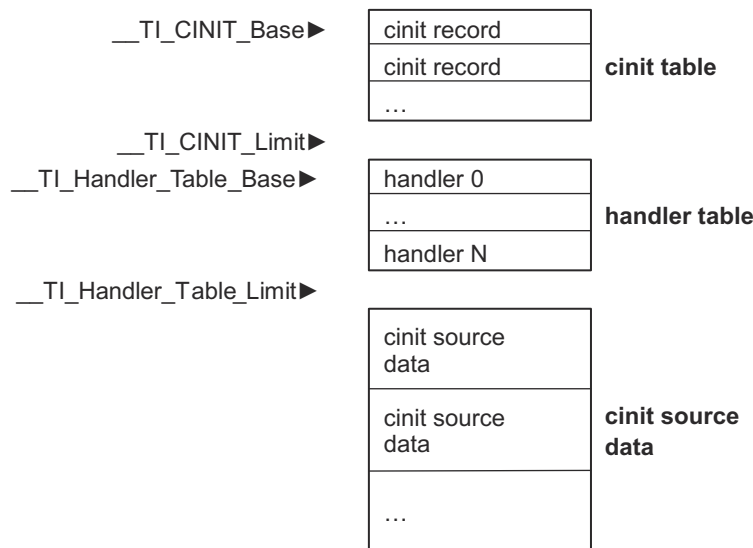 __TI_CINIT_Base►
cinit record
cinit record
cinit table
…
__TI_CINIT_Limit►
__TI_Handler_Table_Base►
handler 0
…
handler table
handler N
__TI_Handler_Table_Limit►
cinit source
data
cinit source
data
cinit source
data
…